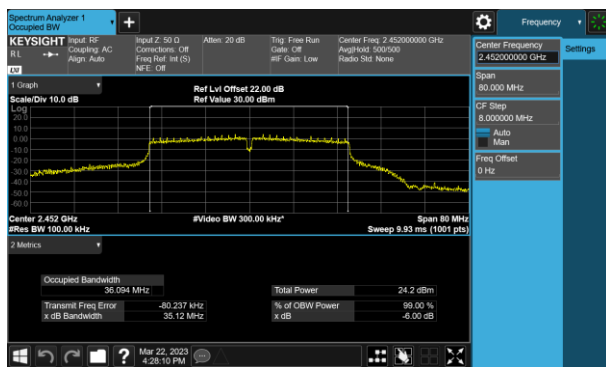 Spectrum Analyzer 1
Occupied BW
Frequency
KEYSIGHT
RL
Input: RF
Coupling: AC
Align: Auto
Input Z: 50 Ω
Corrections: Off
Freq Ref: Int (S)
NFE: Off
Atten: 20 dB
Trig: Free Run
Gate: Off
#IF Gain: Low
Center Freq: 2.452000000 GHz
Avg|Hold: 500/500
Radio Std: None
LXI
Center Frequency
2.452000000 GHz
Settings
Span
80.000 MHz
CF Step
8.000000 MHz
Auto
Man
Freq Offset
0 Hz
1 Graph
Scale/Div 10.0 dB
Ref Lvl Offset 22.00 dB
Ref Value 30.00 dBm
Log
20.0
10.0
0.00
-10.0
-20.0
-30.0
-40.0
-50.0
-60.0
Center 2.452 GHz
#Video BW 300.00 kHz*
Span 80 MHz
#Res BW 100.00 kHz
Sweep 9.93 ms (1001 pts)
2 Metrics
Occupied Bandwidth
36.094 MHz
Total Power
24.2 dBm
Transmit Freq Error
-80.237 kHz
% of OBW Power
99.00 %
x dB Bandwidth
35.12 MHz
x dB
-6.00 dB
?
Mar 22, 2023
4:28:10 PM